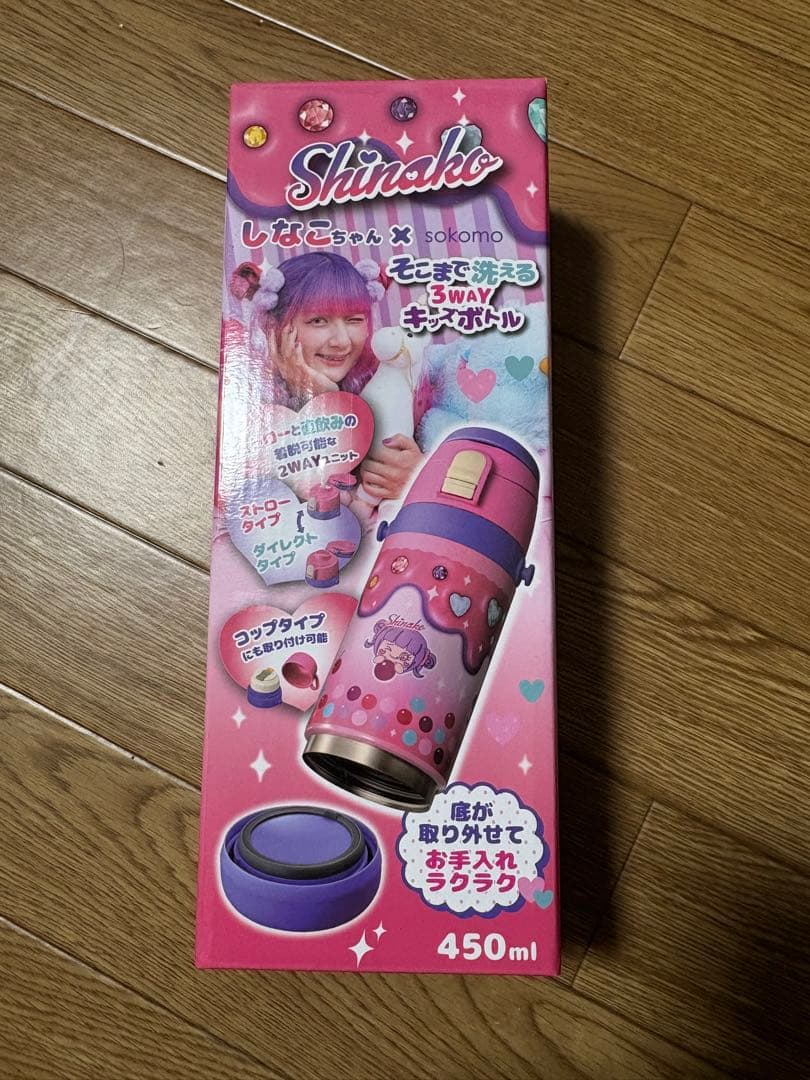 Shinako
しなこちゃん × sokomo
そこまで洗える
3WAY
キッズボトル
直飲みの
着脱可能な
2WAYユニット
ストロー
タイプ
ダイレクト
タイプ
コップタイプ
にも取り付け可能
Shinako
底が
取り外せて
お手入れ
ラクラク
450ml